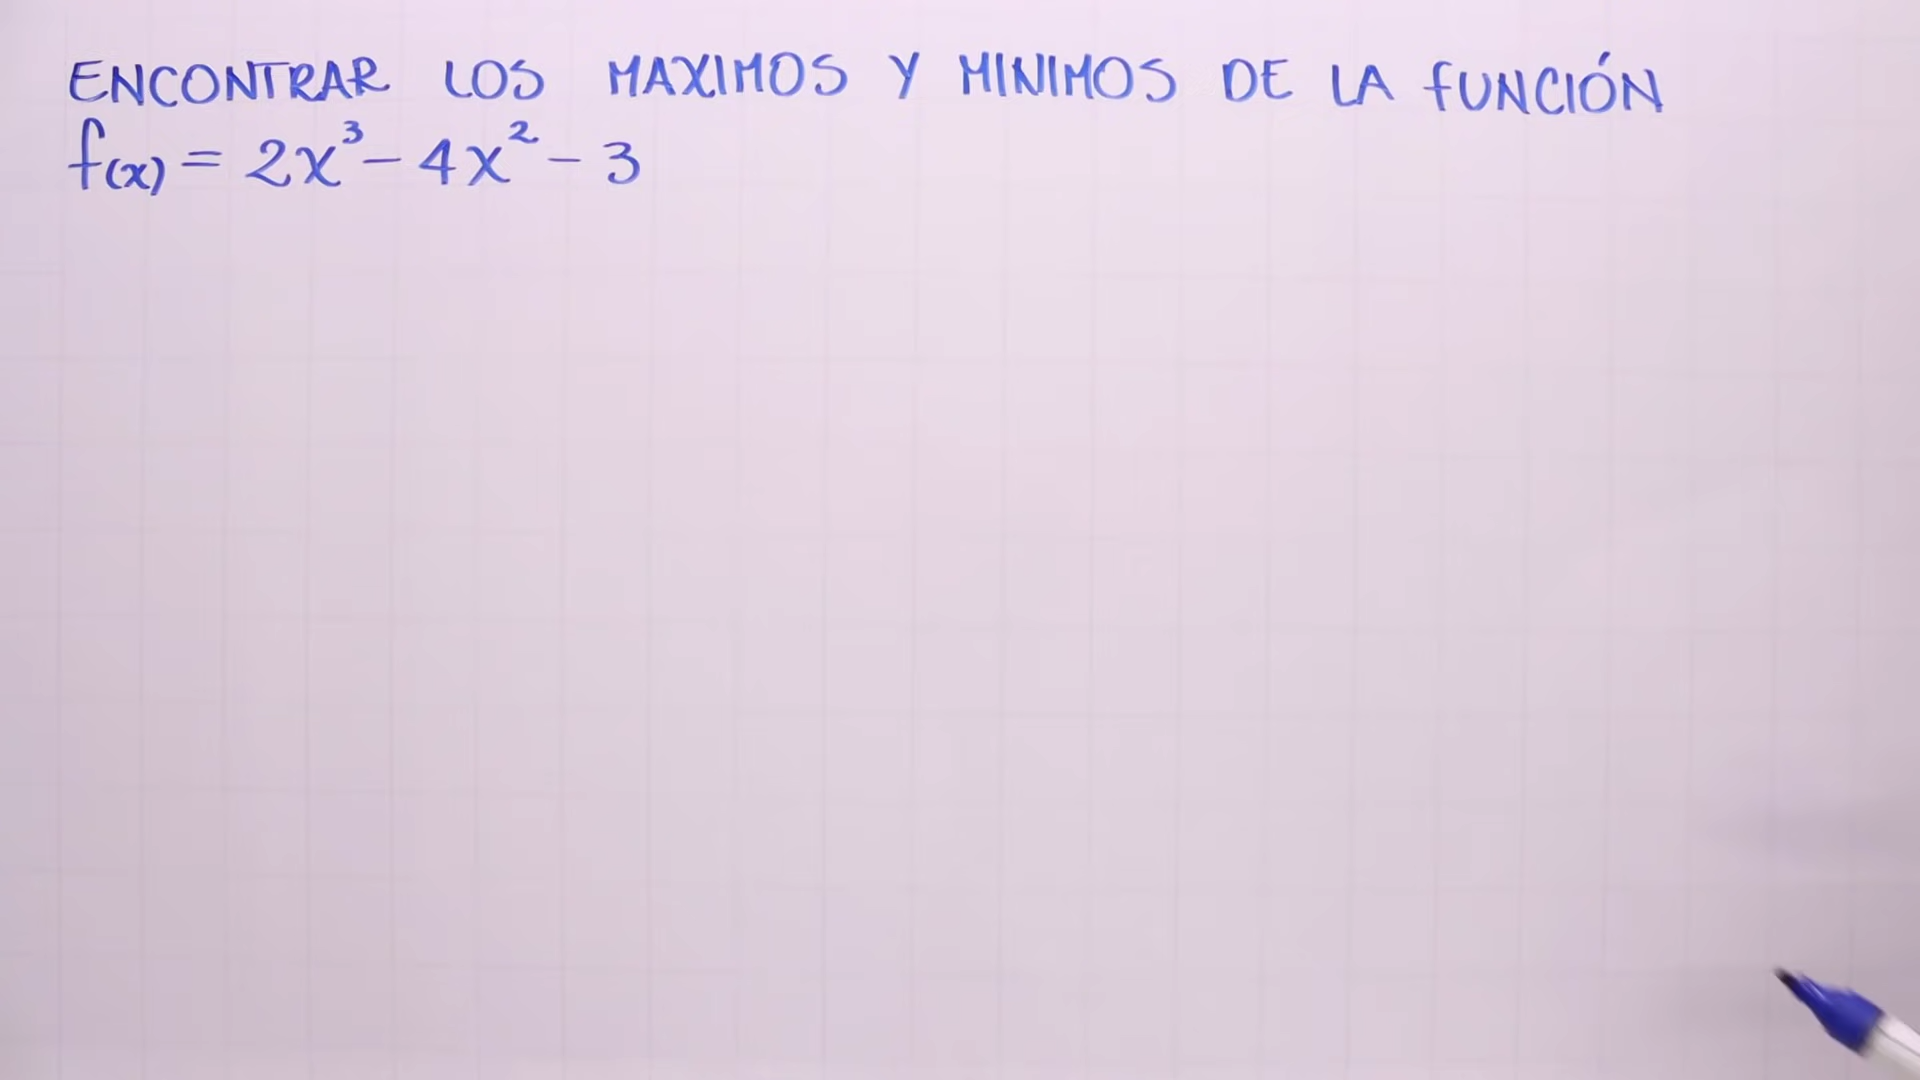 ENCONTRAR LOS MAXIMOS Y MINIMOS DE LA FUNCIÓN
f(x) = 2x³ - 4x² - 3